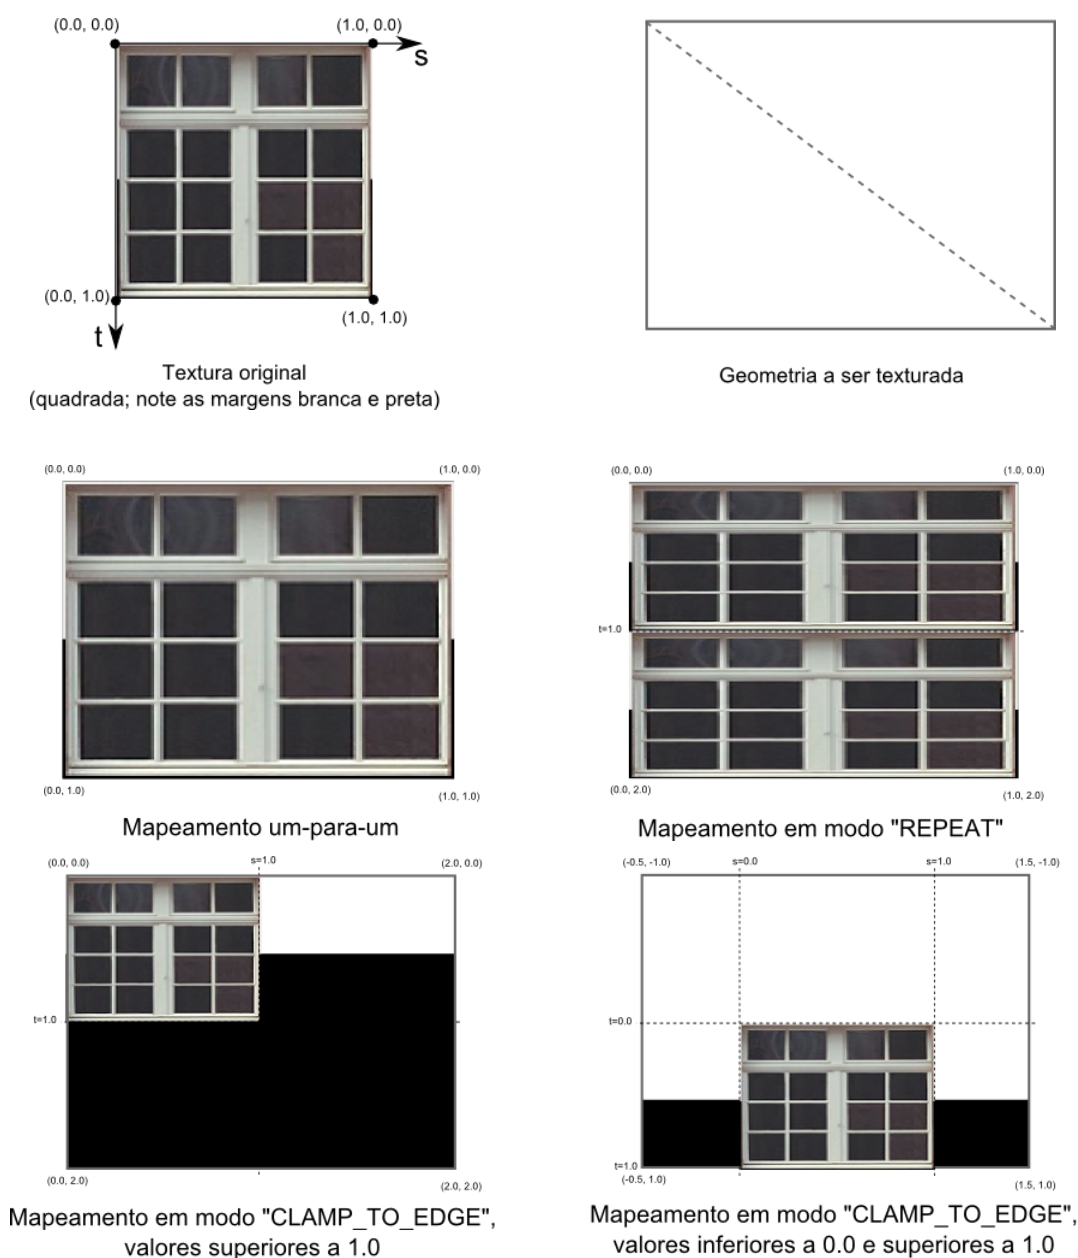 (0.0, 0.0)
(1.0, 0.0)
s
(0.0, 1.0)
t
(1.0, 1.0)
Textura original
(quadrada; note as margens branca e preta)
Geometria a ser texturada
(0.0, 0.0)
(1.0, 0.0)
(0.0, 1.0)
(1.0, 1.0)
Mapeamento um-para-um
(0.0, 0.0)
(1.0, 0.0)
t=1.0
(0.0, 2.0)
(1.0, 2.0)
Mapeamento em modo "REPEAT"
(0.0, 0.0)
s=1.0
(2.0, 0.0)
t=1.0
(0.0, 2.0)
(2.0, 2.0)
Mapeamento em modo "CLAMP_TO_EDGE",
valores superiores a 1.0
(-0.5, -1.0)
s=0.0
s=1.0
(1.5, -1.0)
t=0.0
t=1.0
(-0.5, 1.0)
(1.5, 1.0)
Mapeamento em modo "CLAMP_TO_EDGE",
valores inferiores a 0.0 e superiores a 1.0